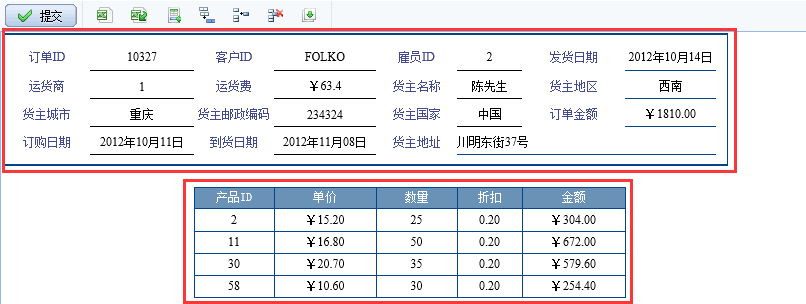 提交
订单ID 10327 客户ID FOLKO 雇员ID 2 发货日期 2012年10月14日
运货商 1 运货费 ￥63.4 货主名称 陈先生 货主地区 西南
货主城市 重庆 货主邮政编码 234324 货主国家 中国 订单金额 ￥1810.00
订购日期 2012年10月11日 到货日期 2012年11月08日 货主地址 川明东街37号
产品ID 单价 数量 折扣 金额
2 ￥15.20 25 0.20 ￥304.00
11 ￥16.80 50 0.20 ￥672.00
30 ￥20.70 35 0.20 ￥579.60
58 ￥10.60 30 0.20 ￥254.40